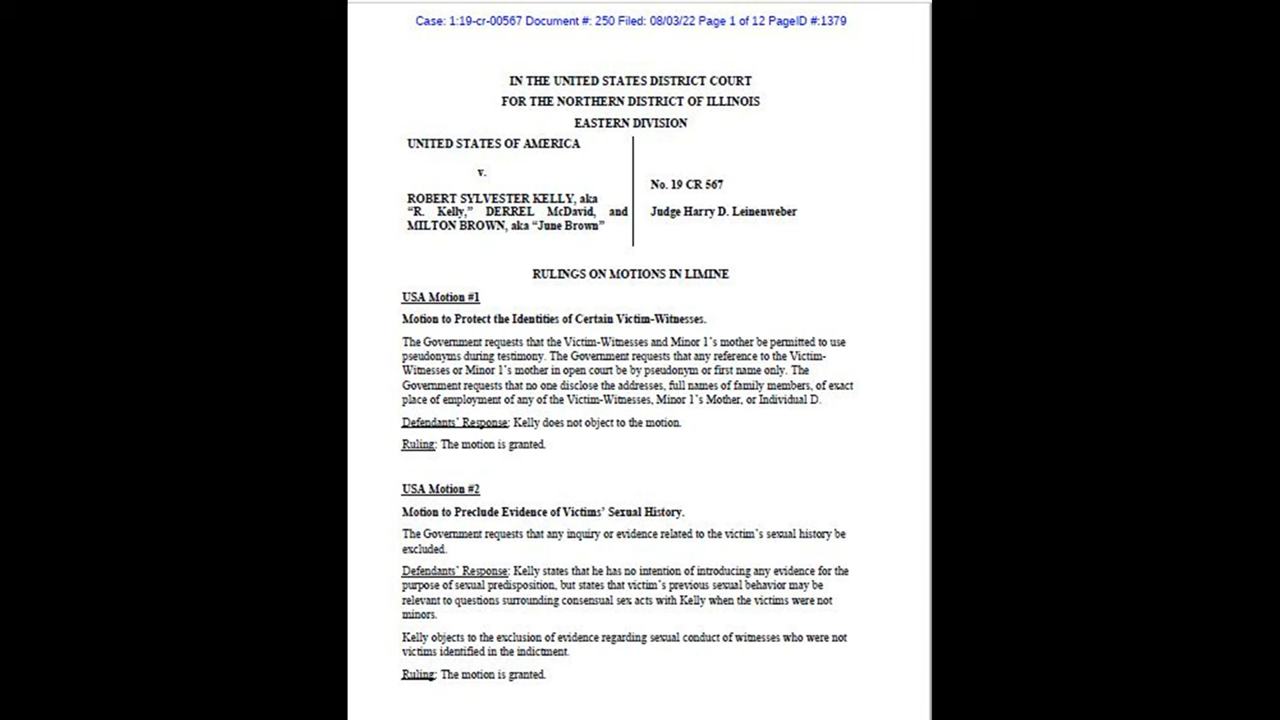 Case: 1:19-cr-00567 Document #: 250 Filed: 08/03/22 Page 1 of 12 PageID #:1379
IN THE UNITED STATES DISTRICT COURT
FOR THE NORTHERN DISTRICT OF ILLINOIS
EASTERN DIVISION
UNITED STATES OF AMERICA
v.
ROBERT SYLVESTER KELLY, aka
“R. Kelly,” DERREL McDAVID, and
MILTON BROWN, aka “June Brown”
No. 19 CR 567
Judge Harry D. Leinenweber
RULINGS ON MOTIONS IN LIMINE
USA Motion #1
Motion to Protect the Identities of Certain Victim-Witnesses.
The Government requests that the Victim-Witnesses and Minor 1’s mother be permitted to use
pseudonyms during testimony. The Government requests that any reference to the Victim-
Witnesses or Minor 1’s mother in open court be by pseudonym or first name only. The
Government requests that no one disclose the addresses, full names of family members, of exact
place of employment of any of the Victim-Witnesses, Minor 1’s Mother, or Individual D.
Defendants’ Response: Kelly does not object to the motion.
Ruling: The motion is granted.
USA Motion #2
Motion to Preclude Evidence of Victims’ Sexual History.
The Government requests that any inquiry or evidence related to the victim’s sexual history be
excluded.
Defendants’ Response: Kelly states that he has no intention of introducing any evidence for the
purpose of sexual predisposition, but states that victim’s previous sexual behavior may be
relevant to questions surrounding consensual sex acts with Kelly when the victims were not
minors.
Kelly objects to the exclusion of evidence regarding sexual conduct of witnesses who were not
victims identified in the indictment.
Ruling: The motion is granted.